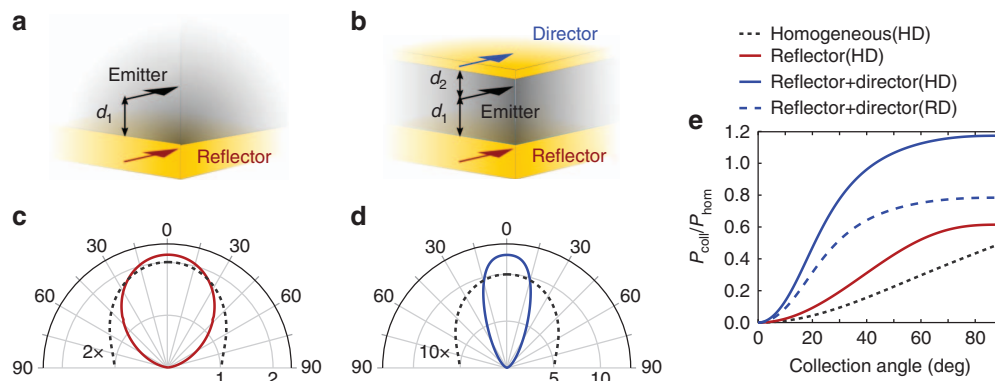 a
Emitter
d1
Reflector
b
Director
d2
Emitter
d1
Reflector
Homogeneous(HD)
Reflector(HD)
Reflector+director(HD)
Reflector+director(RD)
c
0
30 30
60 60
90 90
2×
1 2
d
0
30 30
60 60
90 90
10×
5 10
e
Pcoll/Phom
1.2
1.0
0.8
0.6
0.4
0.2
0.0
0 20 40 60 80
Collection angle (deg)